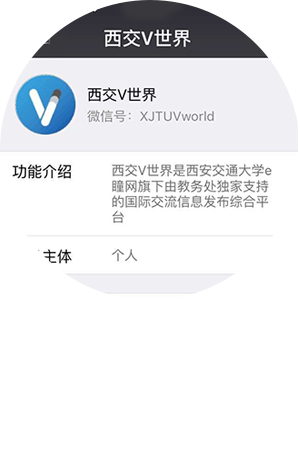 西交V世界
西交V世界
微信号：XJTUVworld
功能介绍
西交V世界是西安交通大学e
瞳网旗下由教务处独家支持
的国际交流信息发布综合平
台
主体
个人